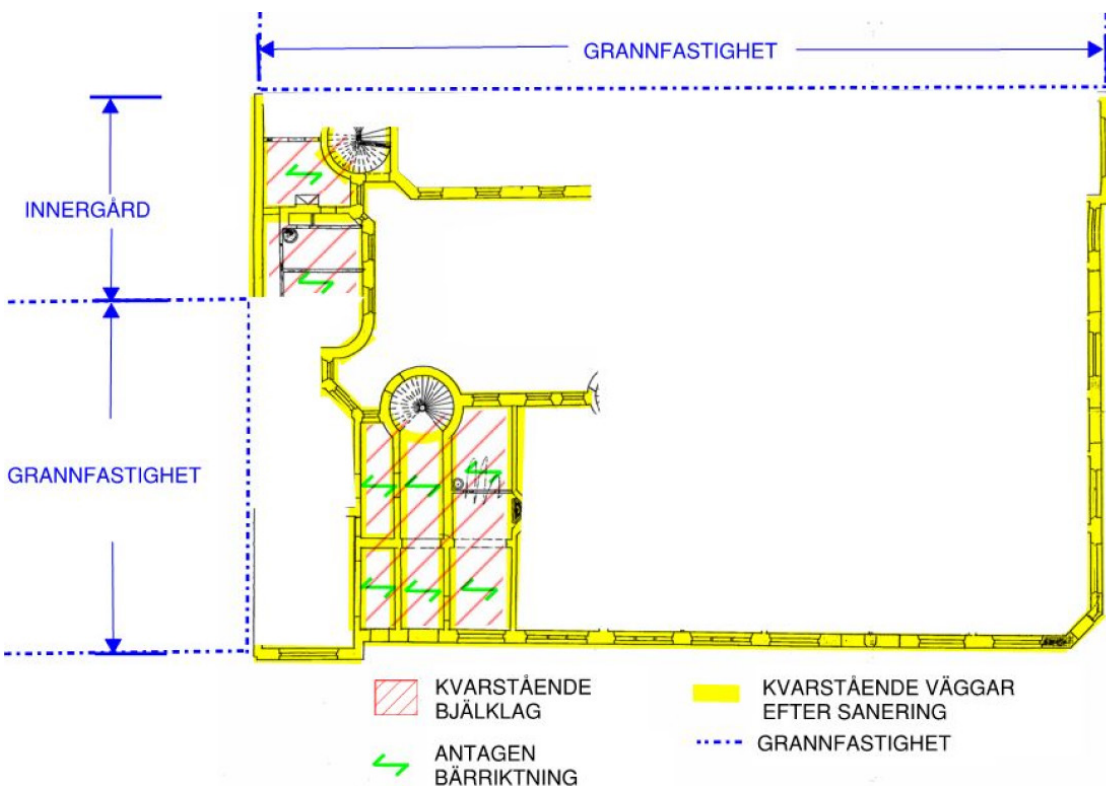 GRANNFASTIGHET
INNERGÅRD
GRANNFASTIGHET
KVARSTÅENDE
BJÄLKLAG
ANTAGEN
BÄRRIKTNING
KVARSTÅENDE VÄGGAR
EFTER SANERING
GRANNFASTIGHET